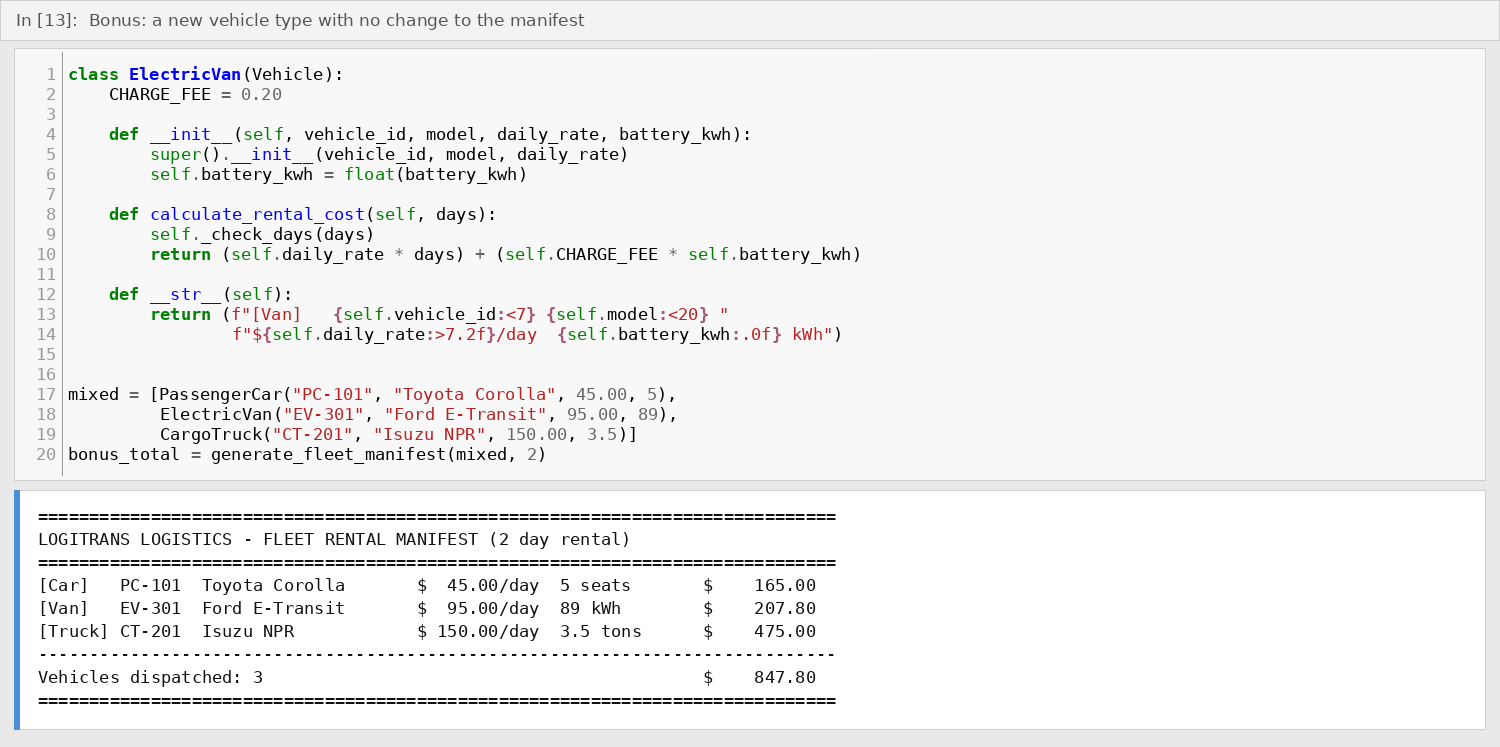 In [13]:  Bonus: a new vehicle type with no change to the manifest
1 class ElectricVan(Vehicle):
2     CHARGE_FEE = 0.20
3
4     def __init__(self, vehicle_id, model, daily_rate, battery_kwh):
5         super().__init__(vehicle_id, model, daily_rate)
6         self.battery_kwh = float(battery_kwh)
7
8     def calculate_rental_cost(self, days):
9         self._check_days(days)
10         return (self.daily_rate * days) + (self.CHARGE_FEE * self.battery_kwh)
11
12     def __str__(self):
13         return (f"[Van]   {self.vehicle_id:<7} {self.model:<20} "
14                 f"${self.daily_rate:>7.2f}/day  {self.battery_kwh:.0f} kWh")
15
16
17 mixed = [PassengerCar("PC-101", "Toyota Corolla", 45.00, 5),
18          ElectricVan("EV-301", "Ford E-Transit", 95.00, 89),
19          CargoTruck("CT-201", "Isuzu NPR", 150.00, 3.5)]
20 bonus_total = generate_fleet_manifest(mixed, 2)
==============================================================================
LOGITRANS LOGISTICS - FLEET RENTAL MANIFEST (2 day rental)
==============================================================================
[Car]   PC-101  Toyota Corolla       $  45.00/day  5 seats       $    165.00
[Van]   EV-301  Ford E-Transit       $  95.00/day  89 kWh        $    207.80
[Truck] CT-201  Isuzu NPR            $ 150.00/day  3.5 tons      $    475.00
------------------------------------------------------------------------------
Vehicles dispatched: 3                                           $    847.80
==============================================================================